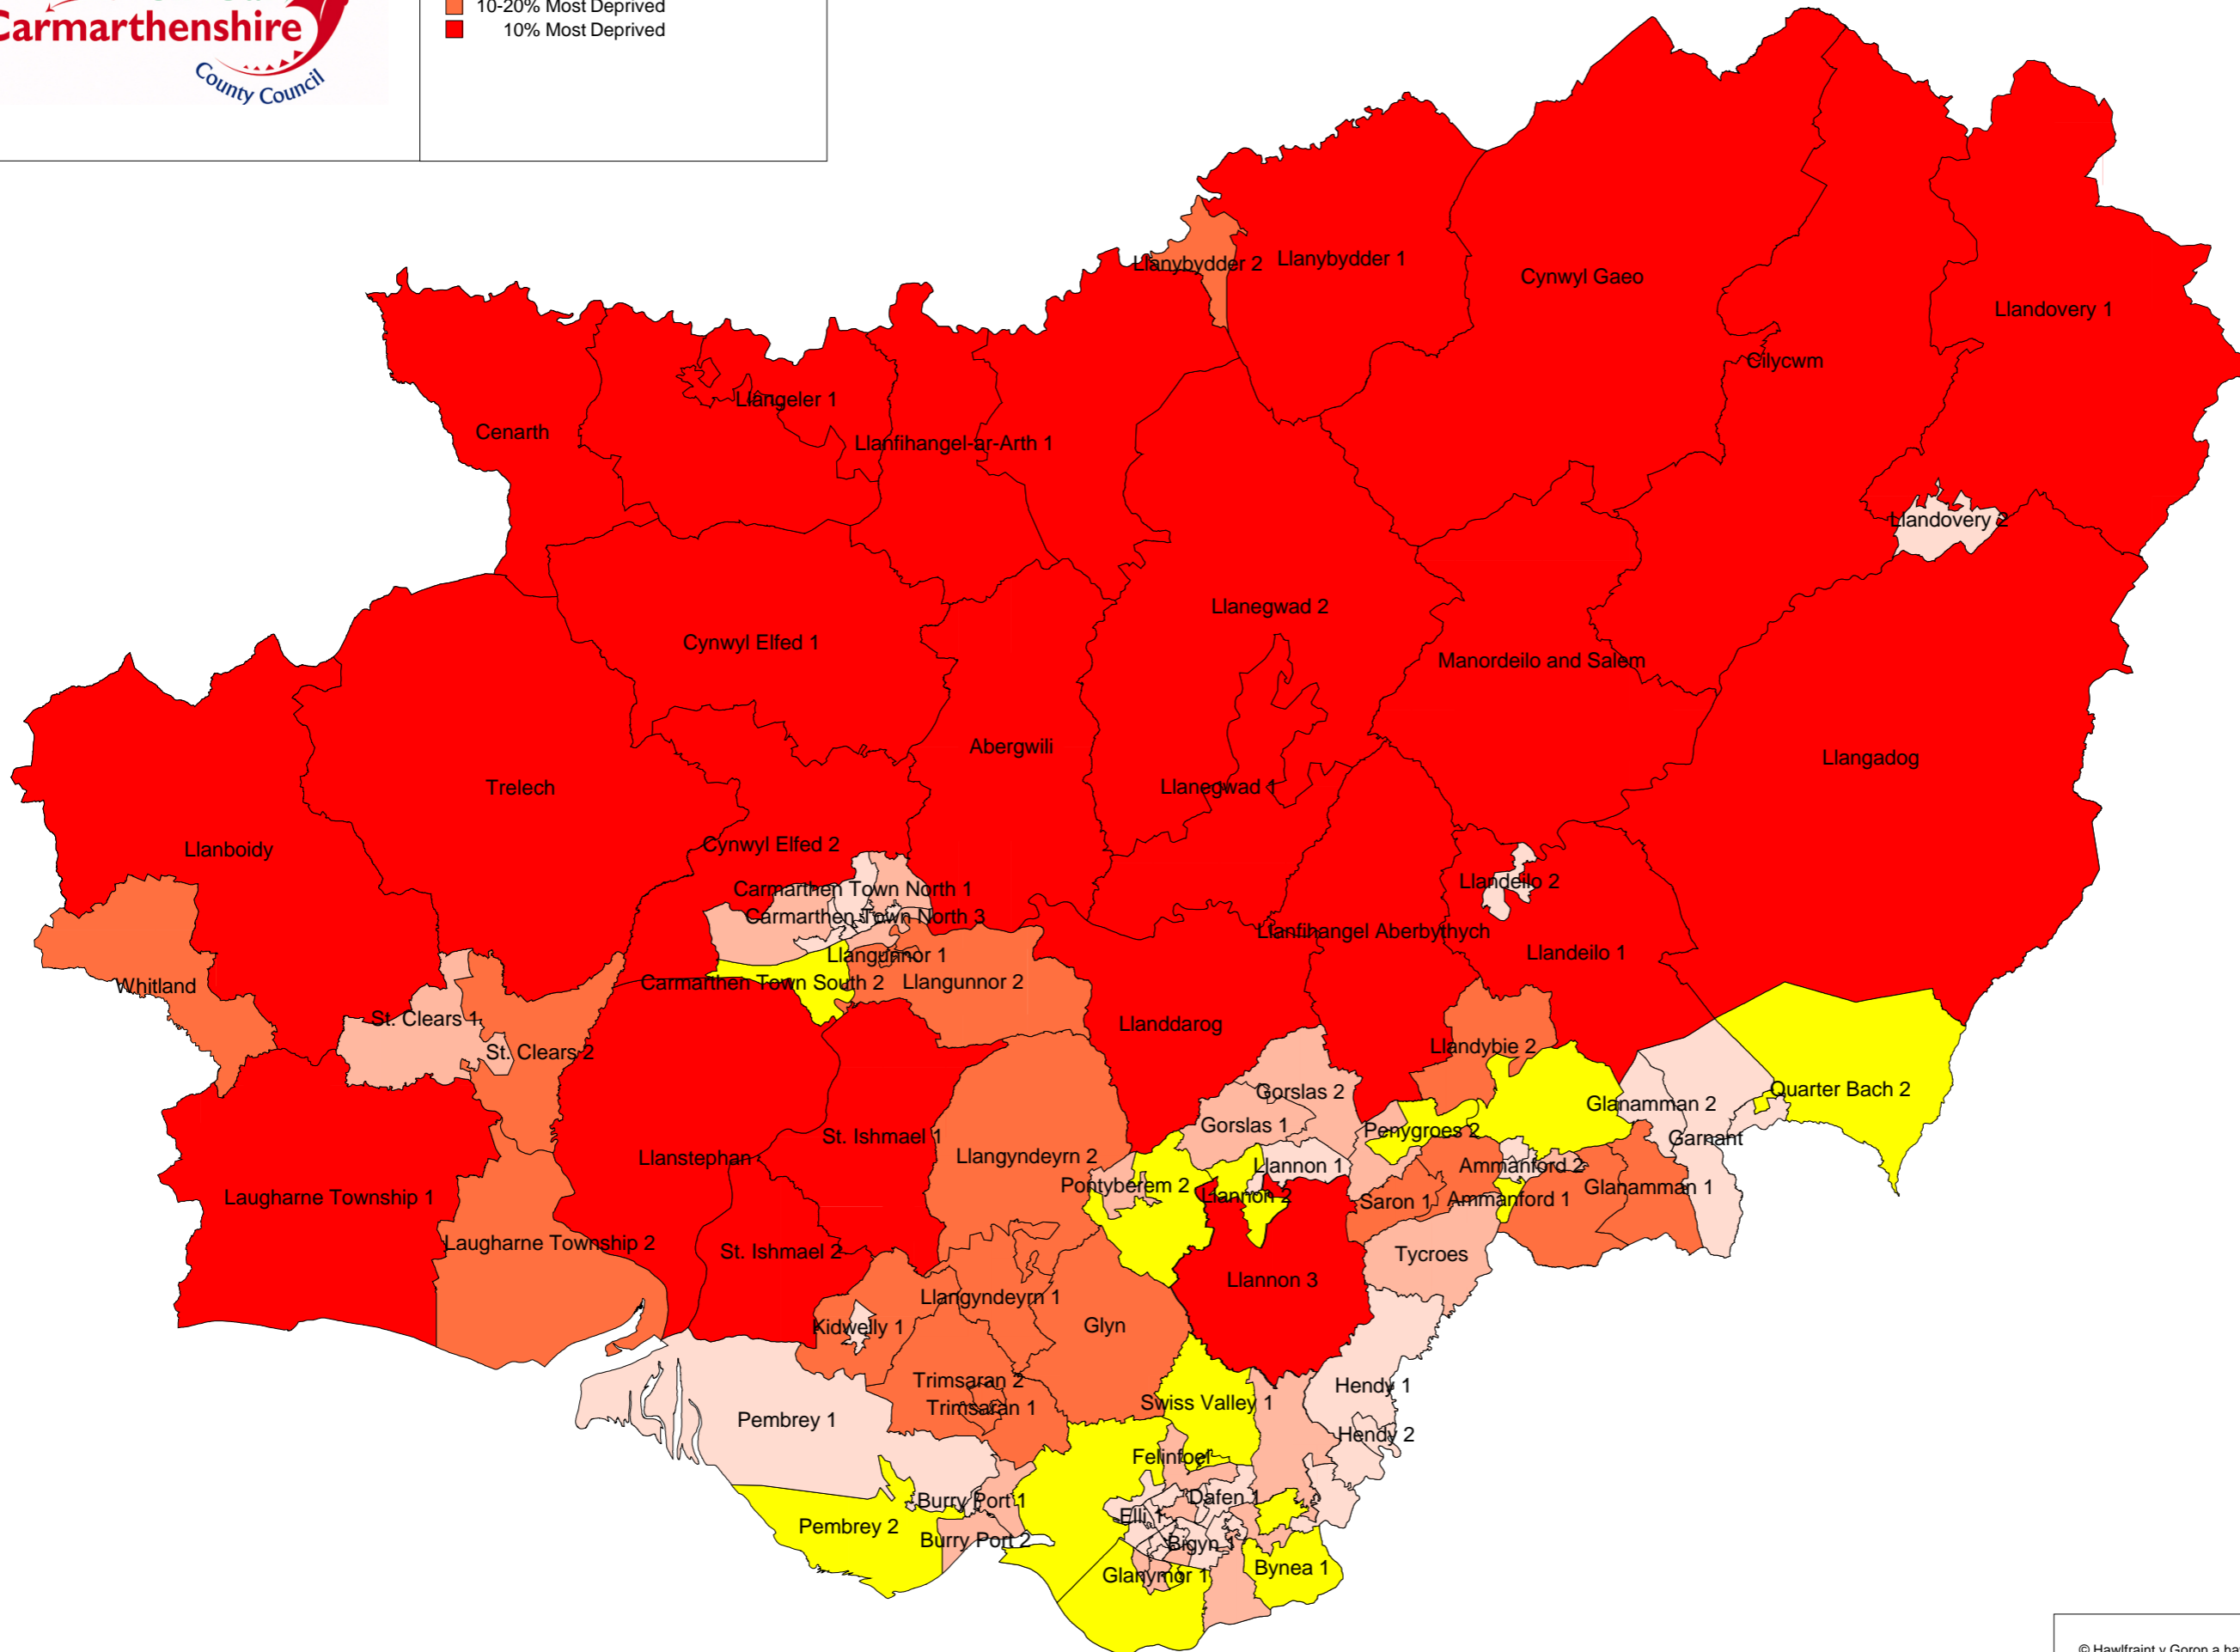 Carmarthenshire
County Council
10-20% Most Deprived
10% Most Deprived
Llanybydder 2
Llanybydder 1
Cynwyl Gaeo
Llandovery 1
Cilycwm
Llangeler 1
Cenarth
Llanfihangel-ar-Arth 1
Llandovery 2
Llanegwad 2
Cynwyl Elfed 1
Manordeilo and Salem
Abergwili
Llangadog
Trelech
Llanegwad 1
Cynwyl Elfed 2
Llanboidy
Llandeilo 2
Carmarthen Town North 1
Carmarthen Town North 3
Llanfihangel Aberbythych
Llandeilo 1
Llangunnor 1
Carmarthen Town South 2
Llangunnor 2
Whitland
St. Clears 1
Llanddarog
Llandybie 2
St. Clears 2
Quarter Bach 2
Gorslas 2
Glanamman 2
Gorslas 1
Penygroes 2
St. Ishmael 1
Garnant
Llanstephan
Llangyndeyrn 2
Llannon 1
Ammanford 2
Pontyberem 2
Glanamman 1
Laugharne Township 1
Llannon 2
Saron 1
Ammanford 1
Laugharne Township 2
St. Ishmael 2
Tycroes
Llannon 3
Llangyndeyrn 1
Kidwelly 1
Glyn
Trimsaran 2
Hendy 1
Swiss Valley 1
Trimsaran 1
Pembrey 1
Hendy 2
Felinfoel
Dafen 1
Burry Port 1
Elli 1
Pembrey 2
Burry Port 2
Bigyn 1
Bynea 1
Glanymor 1
© Hawlfraint y Goron a